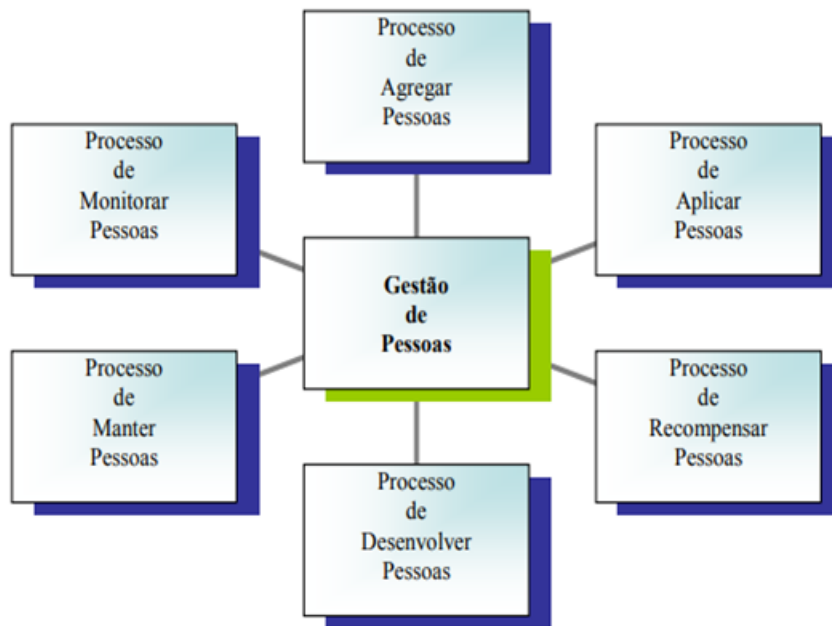 Processo
de
Agregar
Pessoas
Processo
de
Monitorar
Pessoas
Processo
de
Aplicar
Pessoas
Gestão
de
Pessoas
Processo
de
Manter
Pessoas
Processo
de
Recompensar
Pessoas
Processo
de
Desenvolver
Pessoas